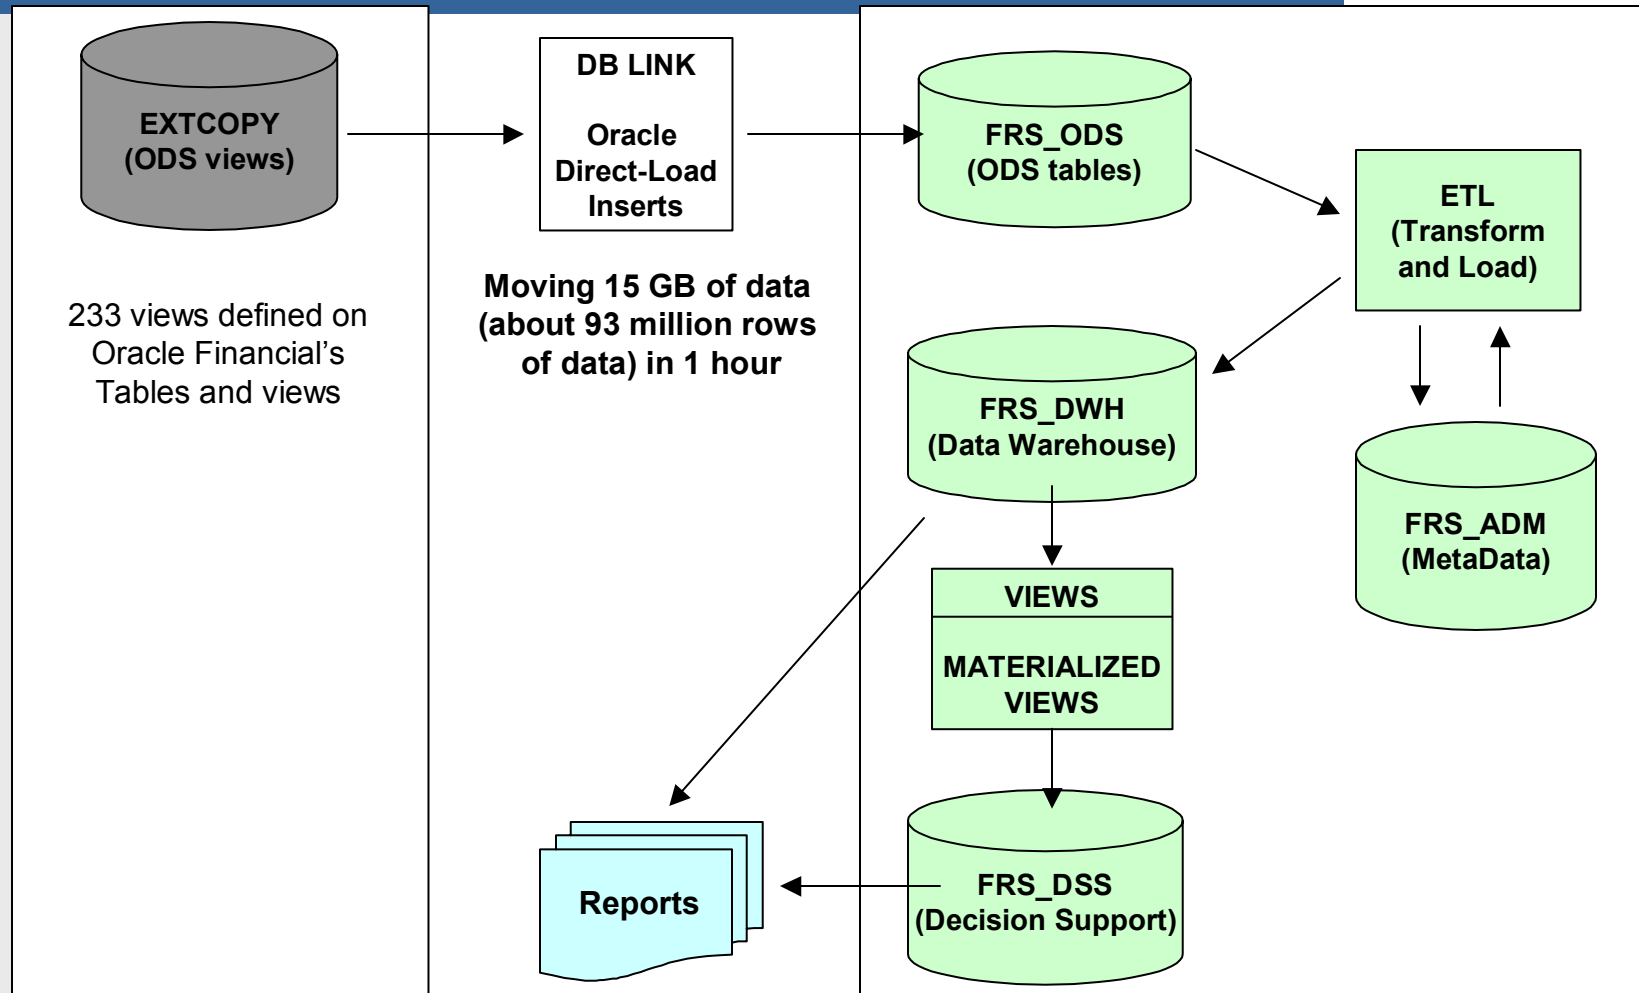 EXTCOPY
(ODS views)
233 views defined on
Oracle Financial’s
Tables and views
DB LINK
Oracle
Direct-Load
Inserts
Moving 15 GB of data
(about 93 million rows
of data) in 1 hour
FRS_ODS
(ODS tables)
ETL
(Transform
and Load)
FRS_DWH
(Data Warehouse)
FRS_ADM
(MetaData)
VIEWS
MATERIALIZED
VIEWS
Reports
FRS_DSS
(Decision Support)